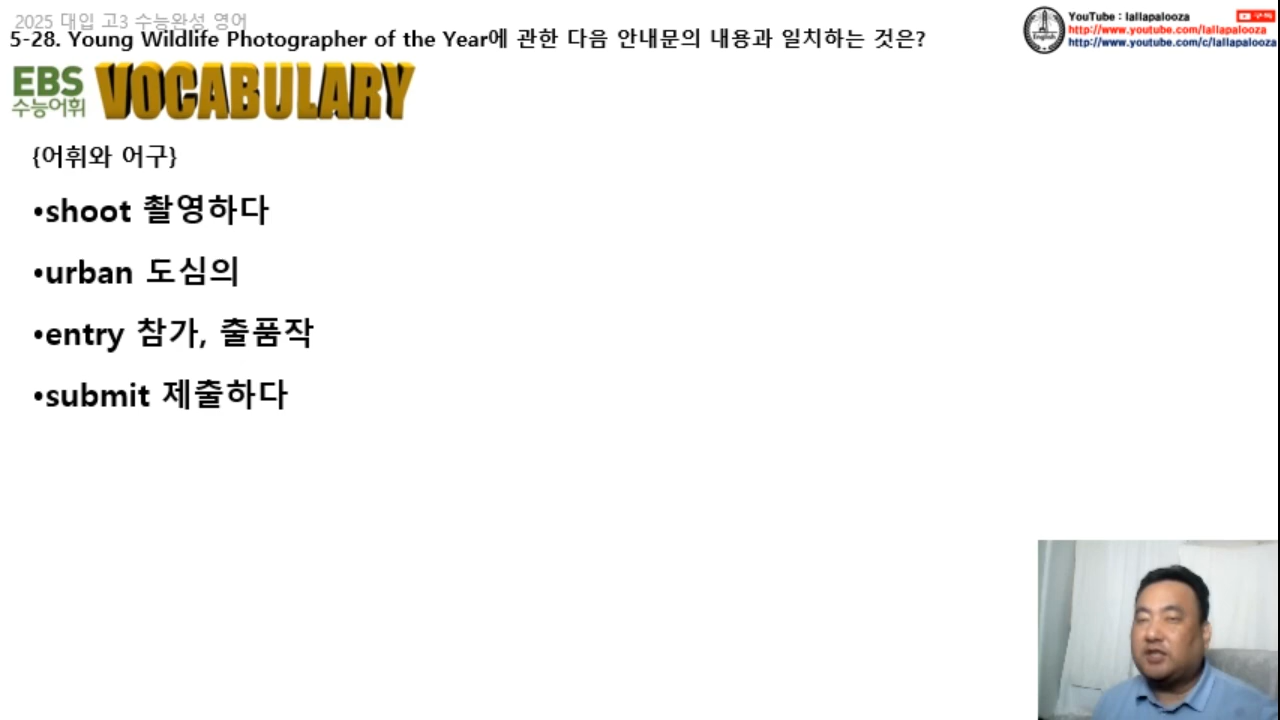 2025 대입 고3 수능완성 영어
5-28. Young Wildlife Photographer of the Year에 관한 다음 안내문의 내용과 일치하는 것은?
YouTube : lallapalooza
구독
http://www.youtube.com/lallapalooza
http://www.youtube.com/c/lallapalooza
English
EBS
수능어휘
VOCABULARY
{어휘와 어구}
•shoot 촬영하다
•urban 도심의
•entry 참가, 출품작
•submit 제출하다